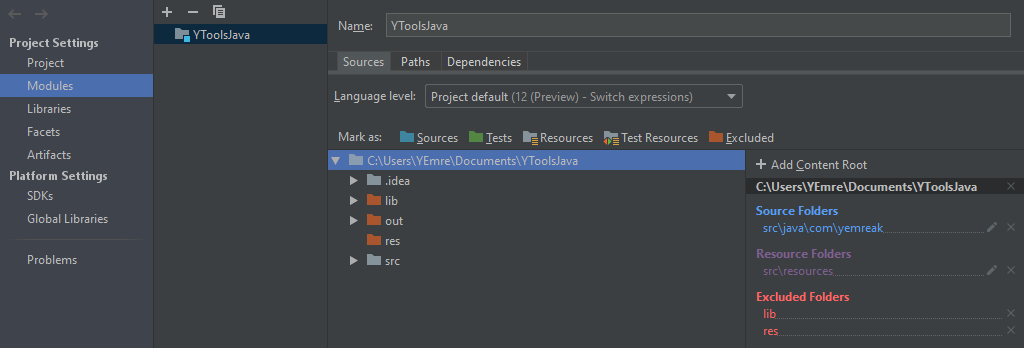 Project Settings
Project
Modules
Libraries
Facets
Artifacts
Platform Settings
SDKs
Global Libraries
Problems
YToolsJava
Name: YToolsJava
Sources Paths Dependencies
Language level: Project default (12 (Preview) - Switch expressions)
Mark as: Sources Tests Resources Test Resources Excluded
C:\Users\YEmre\Documents\YToolsJava
.idea
lib
out
res
src
+ Add Content Root
C:\Users\YEmre\Documents\YToolsJava
Source Folders
src\java\com\yemreak
Resource Folders
src\resources
Excluded Folders
lib
res